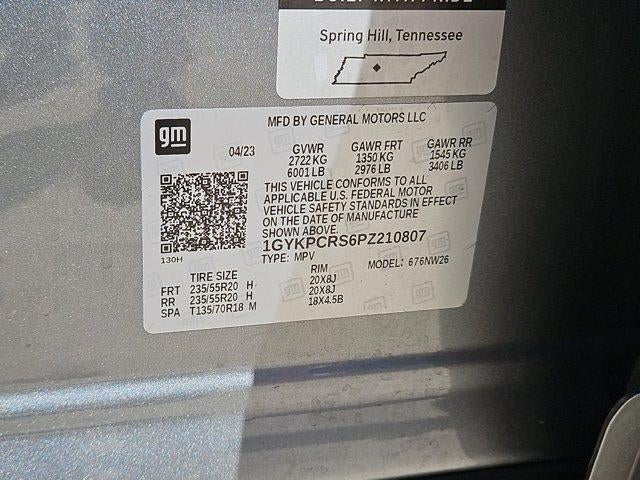 BUILT WITH PRIDE
Spring Hill, Tennessee
gm
MFD BY GENERAL MOTORS LLC
04/23
GVWR GAWR FRT GAWR RR
2722 KG 1350 KG 1545 KG
6001 LB 2976 LB 3406 LB
THIS VEHICLE CONFORMS TO ALL
APPLICABLE U.S. FEDERAL MOTOR
VEHICLE SAFETY STANDARDS IN EFFECT
ON THE DATE OF MANUFACTURE
SHOWN ABOVE.
1GYKPCRS6PZ210807
130H
TYPE: MPV MODEL: 676NW26
TIRE SIZE RIM
FRT 235/55R20 H 20X8J
RR 235/55R20 H 20X8J
SPA T135/70R18 M 18X4.5B